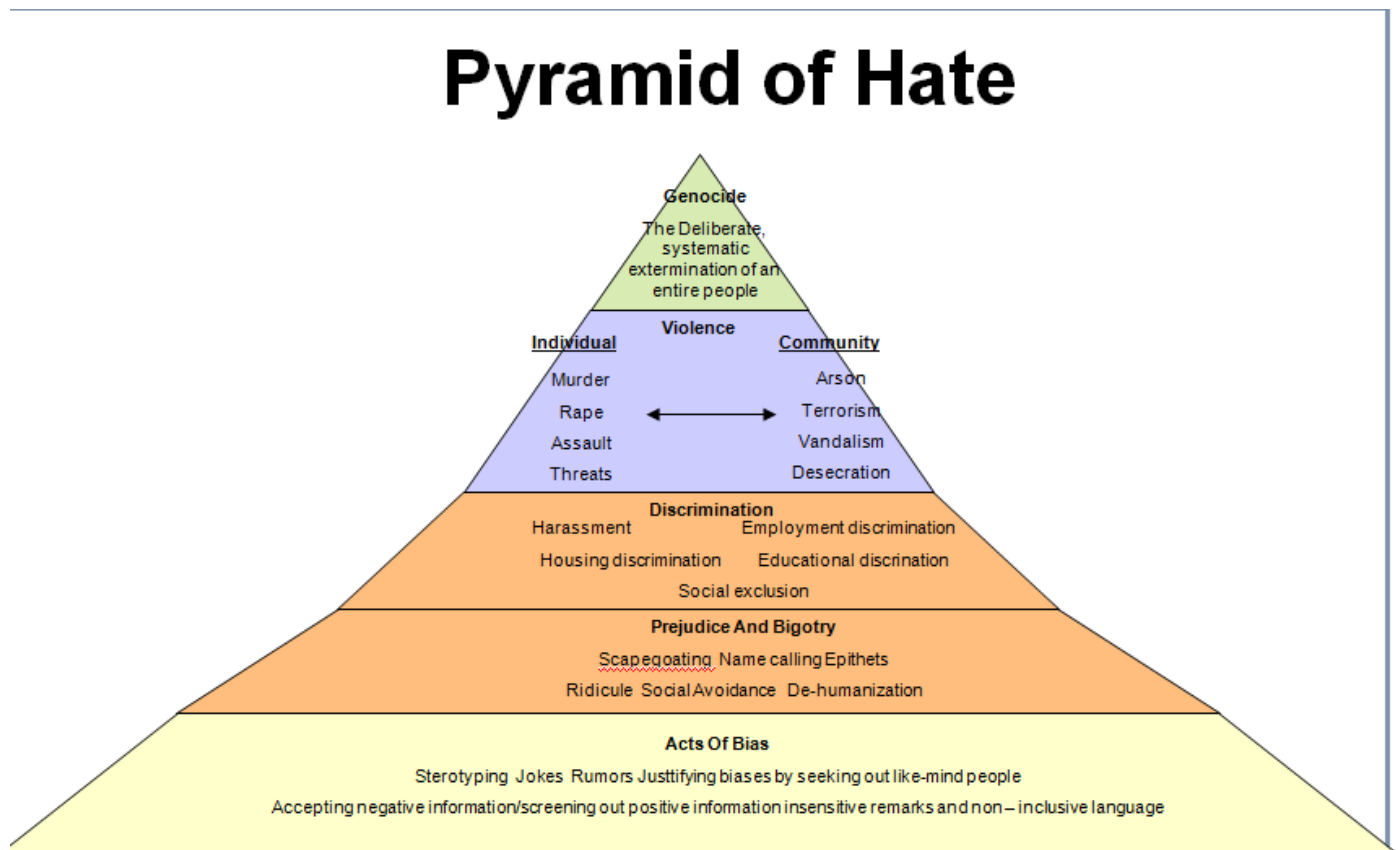 Pyramid of Hate
Genocide
The Deliberate,
systematic
extermination of an
entire people
Violence
Individual Community
Murder Arson
Rape Terrorism
Assault Vandalism
Threats Desecration
Discrimination
Harassment Employment discrimination
Housing discrimination Educational discrination
Social exclusion
Prejudice And Bigotry
Scapegoating Name calling Epithets
Ridicule Social Avoidance De-humanization
Acts Of Bias
Sterotyping Jokes Rumors Justtifying biases by seeking out like-mind people
Accepting negative information/screening out positive information insensitive remarks and non – inclusive language